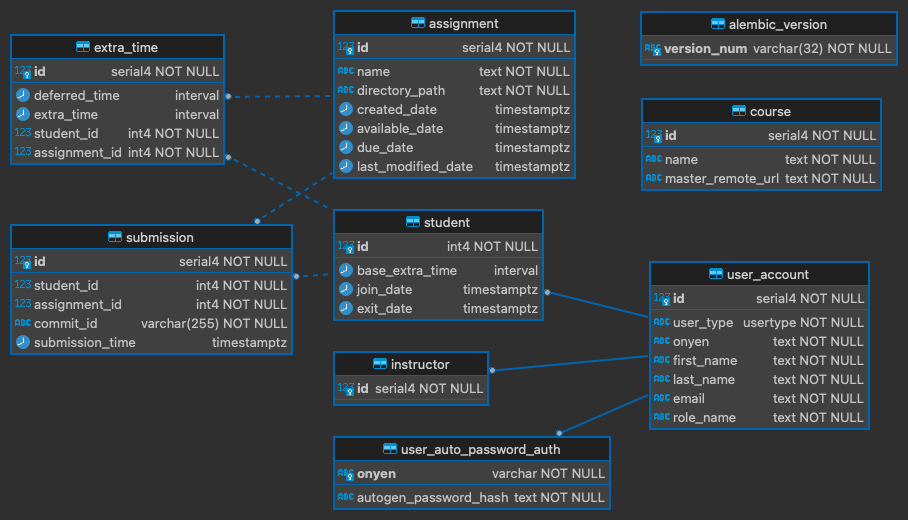 extra_time
id serial4 NOT NULL
deferred_time interval
extra_time interval
student_id int4 NOT NULL
assignment_id int4 NOT NULL
assignment
id serial4 NOT NULL
name text NOT NULL
directory_path text NOT NULL
created_date timestamptz
available_date timestamptz
due_date timestamptz
last_modified_date timestamptz
alembic_version
version_num varchar(32) NOT NULL
course
id serial4 NOT NULL
name text NOT NULL
master_remote_url text NOT NULL
submission
id serial4 NOT NULL
student_id int4 NOT NULL
assignment_id int4 NOT NULL
commit_id varchar(255) NOT NULL
submission_time timestamptz
student
id int4 NOT NULL
base_extra_time interval
join_date timestamptz
exit_date timestamptz
user_account
id serial4 NOT NULL
user_type usertype NOT NULL
onyen text NOT NULL
first_name text NOT NULL
last_name text NOT NULL
email text NOT NULL
role_name text NOT NULL
instructor
id serial4 NOT NULL
user_auto_password_auth
onyen varchar NOT NULL
autogen_password_hash text NOT NULL